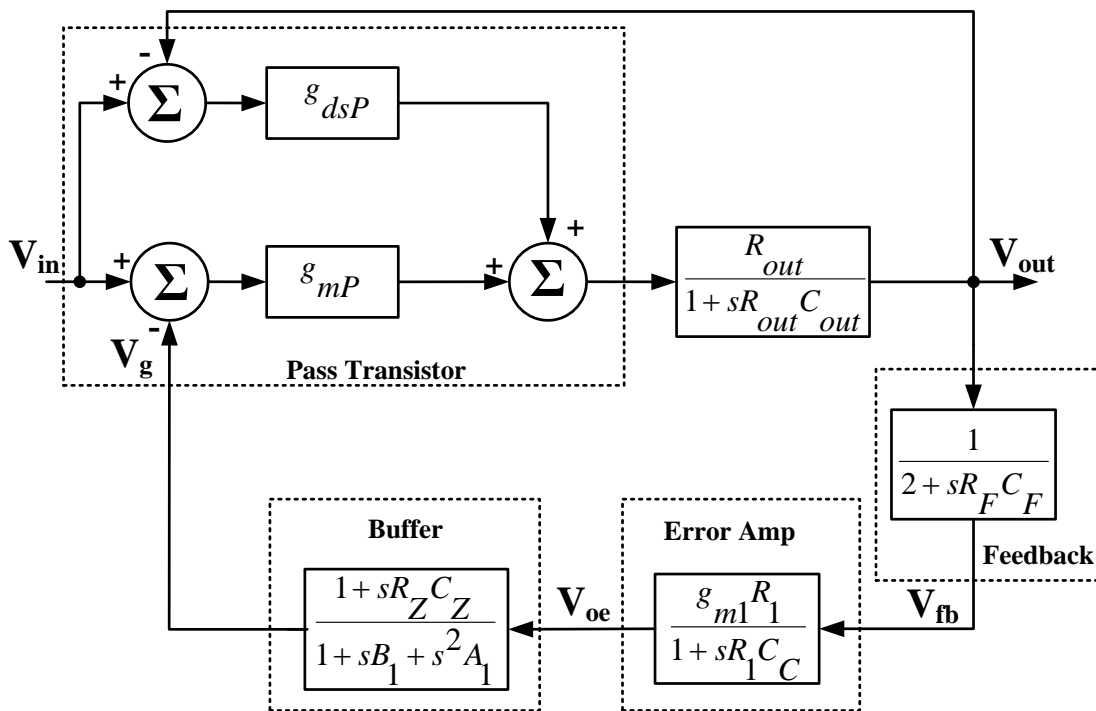 -
+
Σ
g_dsP
V_in
+
Σ
g_mP
+
+
Σ
R_out
1 + sR_out C_out
V_out
-
V_g
Pass Transistor
1
2 + sR_F C_F
Feedback
Buffer
Error Amp
1 + sR_Z C_Z
1 + sB_1 + s^2 A_1
V_oe
g_m1 R_1
1 + sR_1 C_C
V_fb